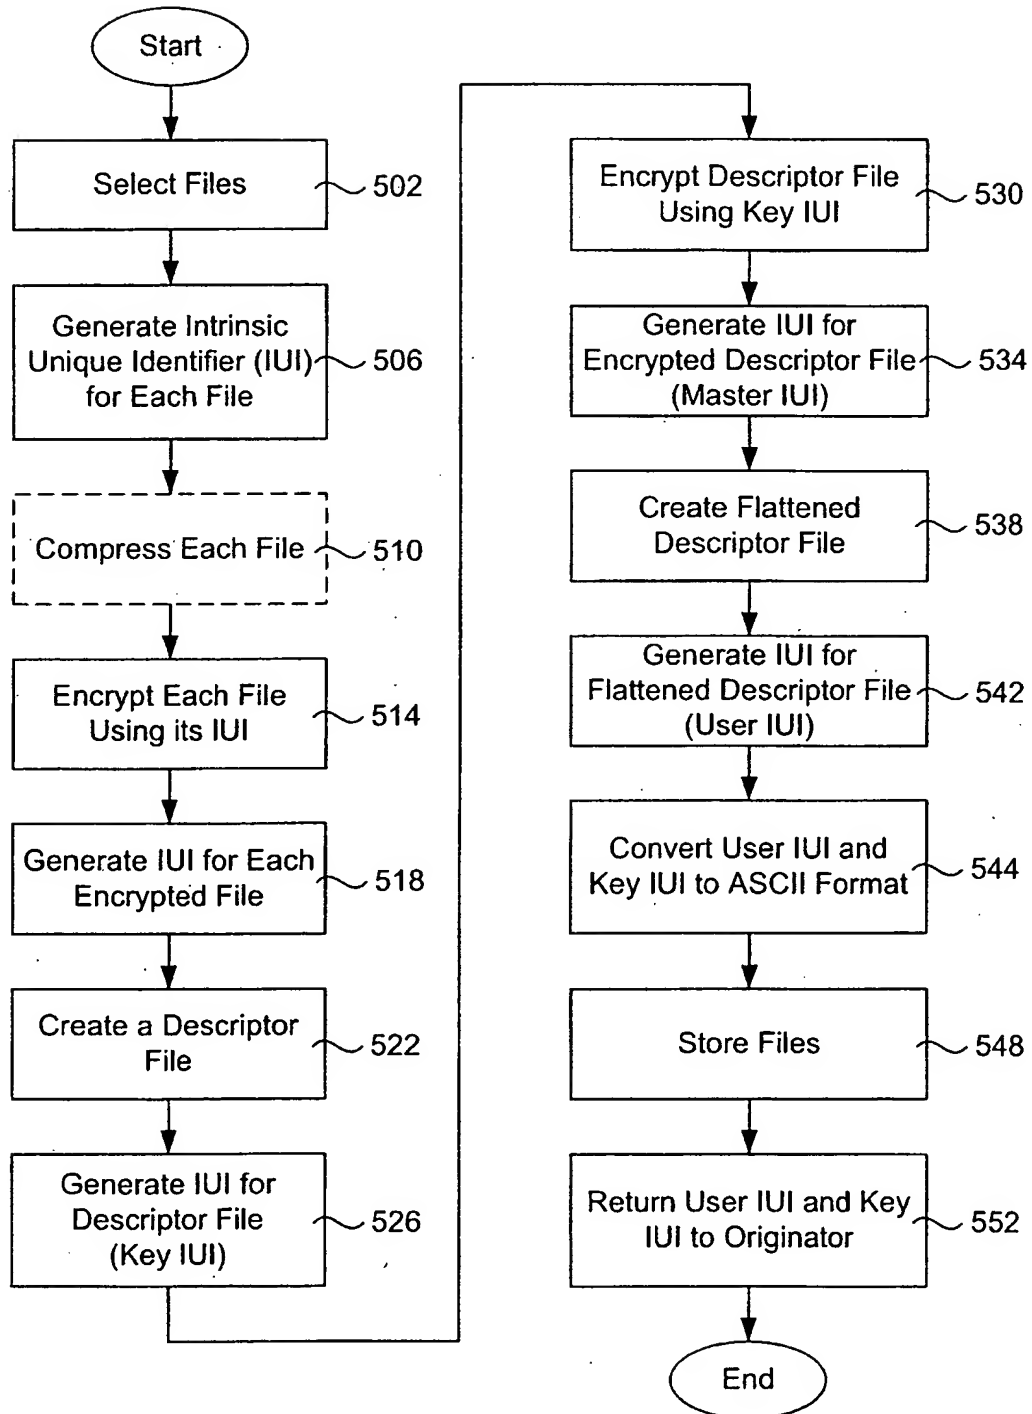 Start
Select Files
502
Generate Intrinsic
Unique Identifier (IUI)
for Each File
506
Compress Each File
510
Encrypt Each File
Using its IUI
514
Generate IUI for Each
Encrypted File
518
Create a Descriptor
File
522
Generate IUI for
Descriptor File
(Key IUI)
526
Encrypt Descriptor File
Using Key IUI
530
Generate IUI for
Encrypted Descriptor File
(Master IUI)
534
Create Flattened
Descriptor File
538
Generate IUI for
Flattened Descriptor File
(User IUI)
542
Convert User IUI and
Key IUI to ASCII Format
544
Store Files
548
Return User IUI and Key
IUI to Originator
552
End